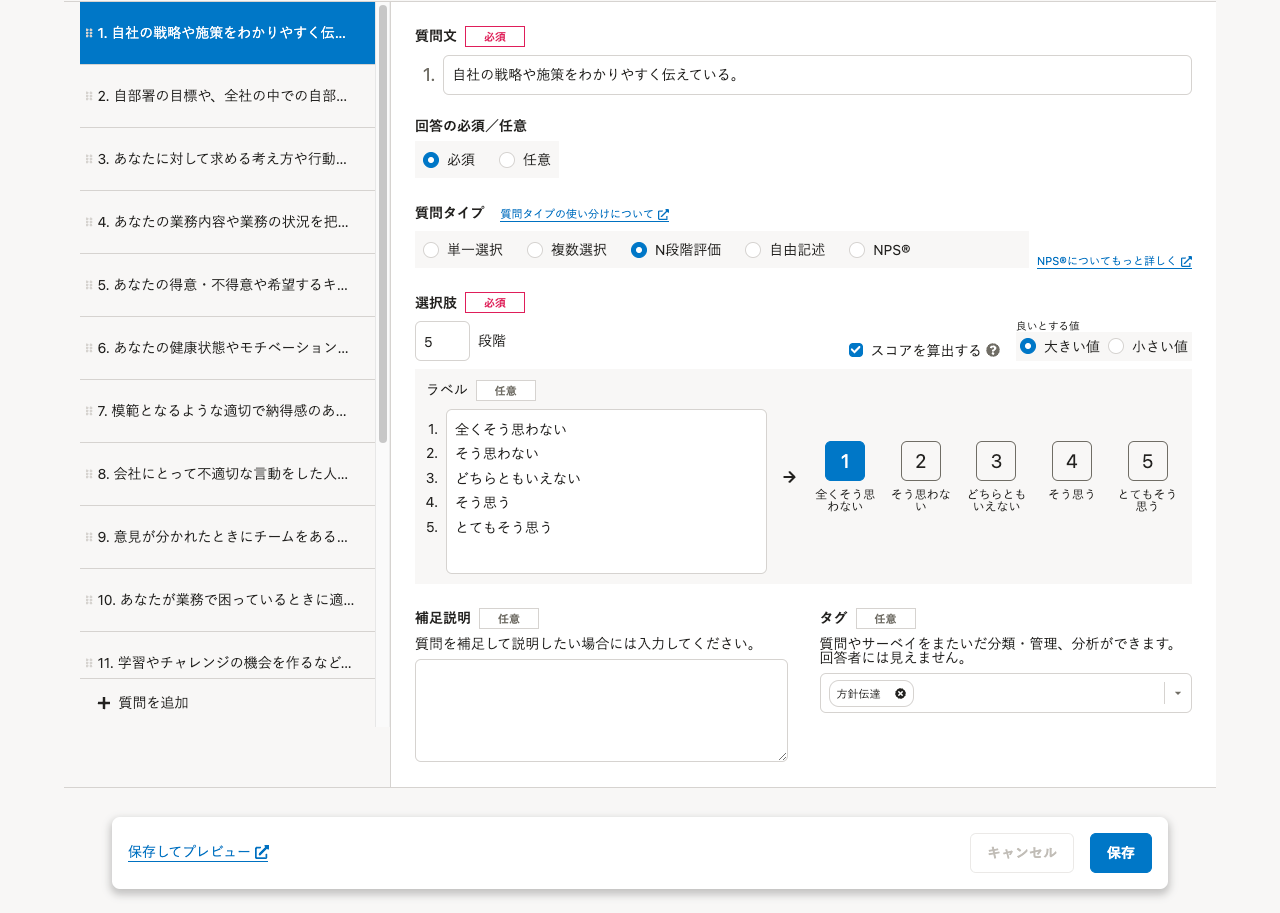 1. 自社の戦略や施策をわかりやすく伝...
2. 自部署の目標や、全社の中での自部...
3. あなたに対して求める考え方や行動...
4. あなたの業務内容や業務の状況を把...
5. あなたの得意・不得意や希望するキ...
6. あなたの健康状態やモチベーション...
7. 模範となるような適切で納得感のあ...
8. 会社にとって不適切な言動をした人...
9. 意見が分かれたときにチームをある...
10. あなたが業務で困っているときに適...
11. 学習やチャレンジの機会を作るなど...
質問を追加
質問文 必須
1. 自社の戦略や施策をわかりやすく伝えている。
回答の必須／任意
必須 任意
質問タイプ 質問タイプの使い分けについて
単一選択 複数選択 N段階評価 自由記述 NPS®
NPS®についてもっと詳しく
選択肢 必須
5 段階
スコアを算出する
良いとする値
大きい値 小さい値
ラベル 任意
1. 全くそう思わない
2. そう思わない
3. どちらともいえない
4. そう思う
5. とてもそう思う
1 2 3 4 5
全くそう思わない
そう思わない
どちらともいえない
そう思う
とてもそう思う
補足説明 任意
質問を補足して説明したい場合には入力してください。
タグ 任意
質問やサーベイをまたいだ分類・管理、分析ができます。
回答者には見えません。
方針伝達
保存してプレビュー
キャンセル
保存